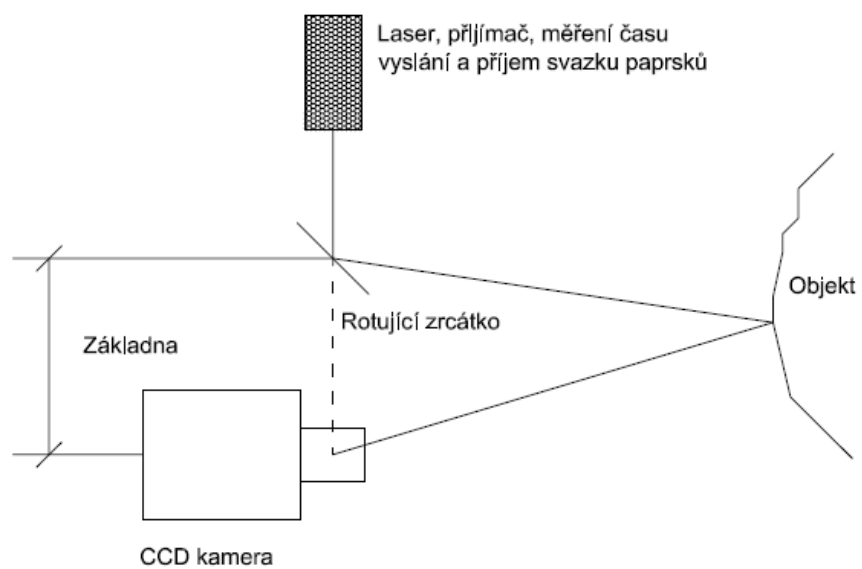 Laser, přijímač, měření času
vyslání a příjem svazku paprsků
Objekt
Rotující zrcátko
Základna
CCD kamera